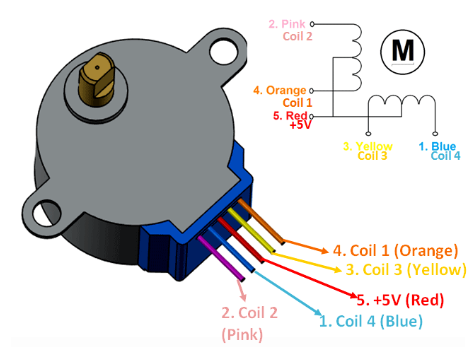 2. Pink
Coil 2
M
4. Orange
Coil 1
5. Red
+5V
3. Yellow
Coil 3
1. Blue
Coil 4
4. Coil 1 (Orange)
3. Coil 3 (Yellow)
5. +5V (Red)
2. Coil 2
(Pink)
1. Coil 4 (Blue)